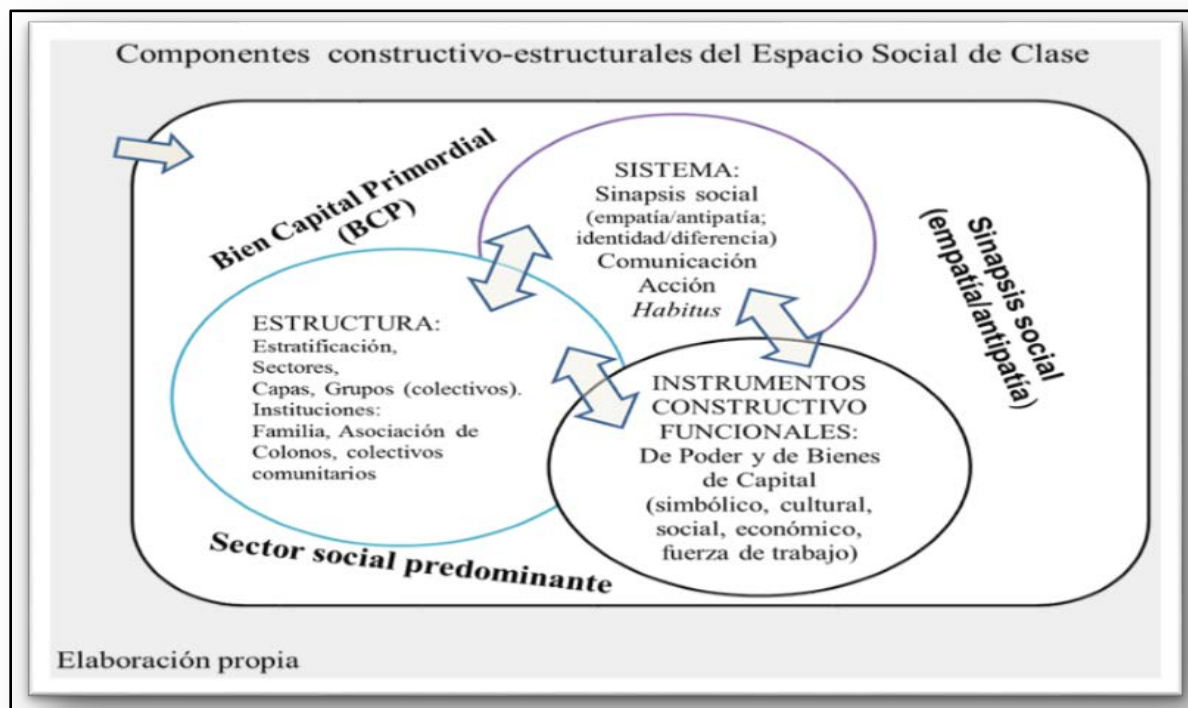 Componentes constructivo-estructurales del Espacio Social de Clase
Bien Capital Primordial
(BCP)
SISTEMA:
Sinapsis social
(empatía/antipatía;
identidad/diferencia)
Comunicación
Acción
Habitus
Sinapsis social
(empatía/antipatía)
ESTRUCTURA:
Estratificación,
Sectores,
Capas, Grupos (colectivos).
Instituciones:
Familia, Asociación de
Colonos, colectivos
comunitarios
INSTRUMENTOS
CONSTRUCTIVO
FUNCIONALES:
De Poder y de Bienes
de Capital
(simbólico, cultural,
social, económico,
fuerza de trabajo)
Sector social predominante
Elaboración propia